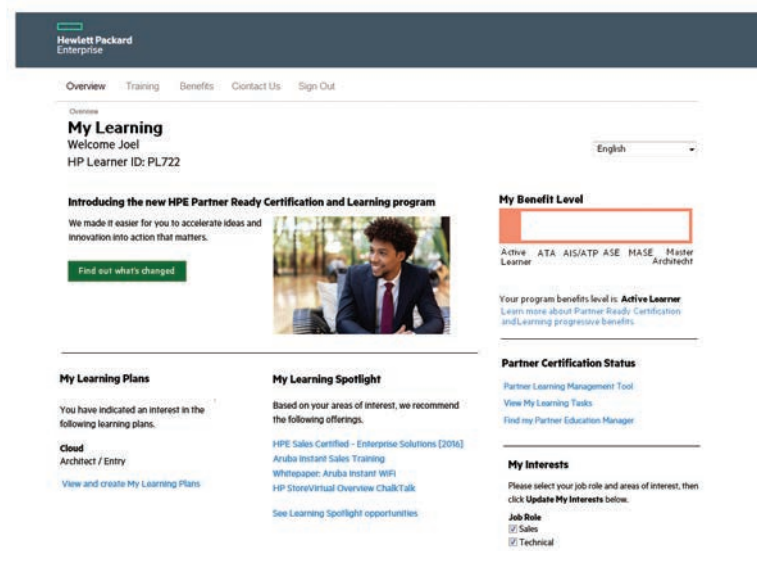 Hewlett Packard
Enterprise
Overview Training Benefits Contact Us Sign Out
Overview
My Learning
Welcome Joel
HP Learner ID: PL722
English
Introducing the new HPE Partner Ready Certification and Learning program
We made it easier for you to accelerate ideas and
innovation into action that matters.
Find out what's changed
My Benefit Level
Active Learner ATA AIS/ATP ASE MASE Master Architecht
Your program benefits level is: Active Learner
Learn more about Partner Ready Certification
and Learning progressive benefits
Partner Certification Status
Partner Learning Management Tool
View My Learning Tasks
Find my Partner Education Manager
My Learning Plans
You have indicated an interest in the
following learning plans.
Cloud
Architect / Entry
View and create My Learning Plans
My Learning Spotlight
Based on your areas of interest, we recommend
the following offerings.
HPE Sales Certified - Enterprise Solutions [2016]
Aruba Instant Sales Training
Whitepaper: Aruba Instant WiFi
HP StoreVirtual Overview ChalkTalk
See Learning Spotlight opportunities
My Interests
Please select your job role and areas of interest, then
click Update My Interests below.
Job Role
Sales
Technical